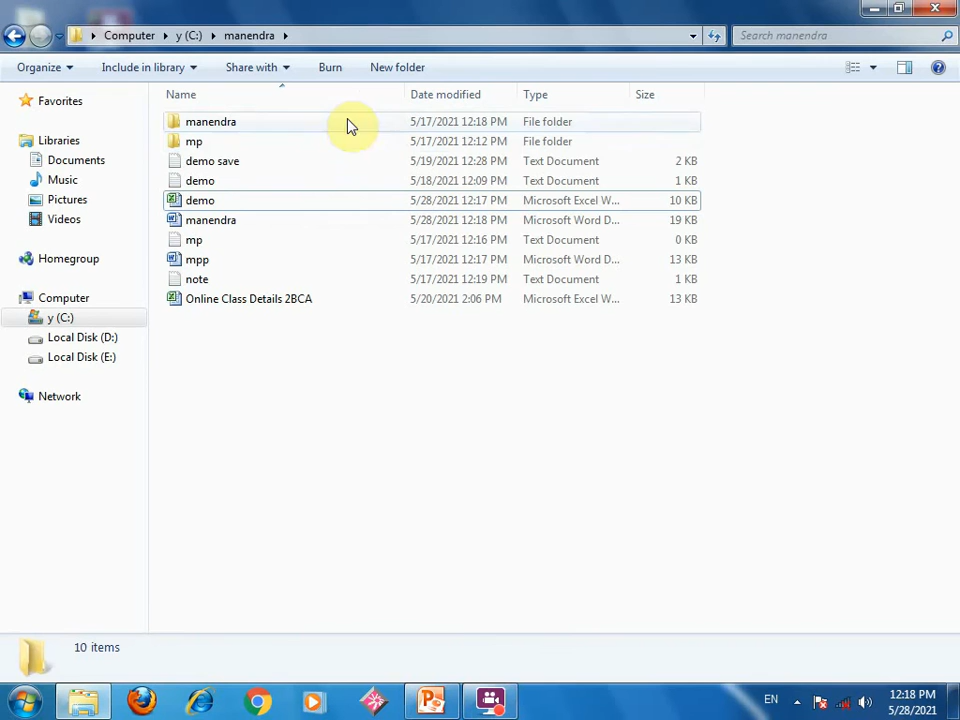 Computer y (C:) manendra Search manendra
Organize Include in library Share with Burn New folder
Name Date modified Type Size
Favorites
Libraries
Documents
Music
Pictures
Videos
Homegroup
Computer
y (C:)
Local Disk (D:)
Local Disk (E:)
Network
manendra 5/17/2021 12:18 PM File folder
mp 5/17/2021 12:12 PM File folder
demo save 5/19/2021 12:28 PM Text Document 2 KB
demo 5/18/2021 12:09 PM Text Document 1 KB
demo 5/28/2021 12:17 PM Microsoft Excel W... 10 KB
manendra 5/28/2021 12:18 PM Microsoft Word D... 19 KB
mp 5/17/2021 12:16 PM Text Document 0 KB
mpp 5/17/2021 12:17 PM Microsoft Word D... 13 KB
note 5/17/2021 12:19 PM Text Document 1 KB
Online Class Details 2BCA 5/20/2021 2:06 PM Microsoft Excel W... 13 KB
10 items
EN 12:18 PM
5/28/2021